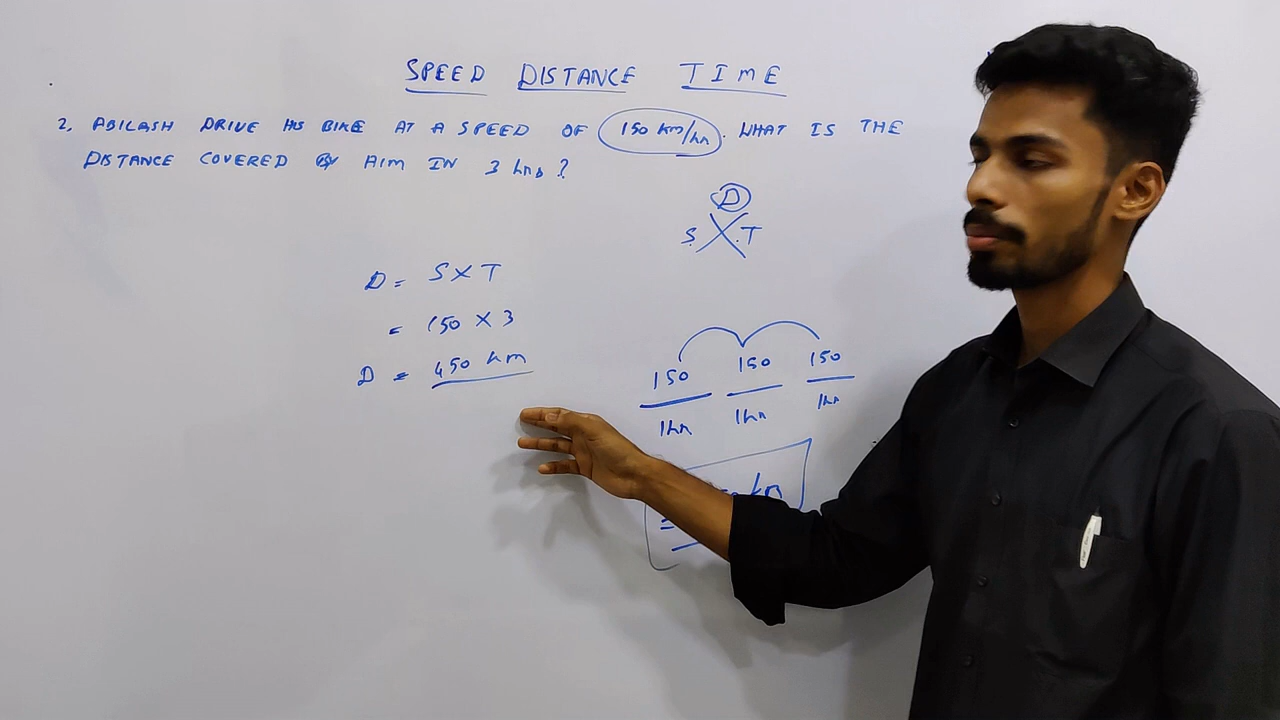 SPEED DISTANCE TIME
2, ABILASH DRIVE HIS BIKE AT A SPEED OF 150 km/hr. WHAT IS THE
DISTANCE COVERED BY HIM IN 3 hrs?
D
S. .T
D = S X T
= 150 X 3
D = 450 km
150 150 150
1hr 1hr 1hr
= km